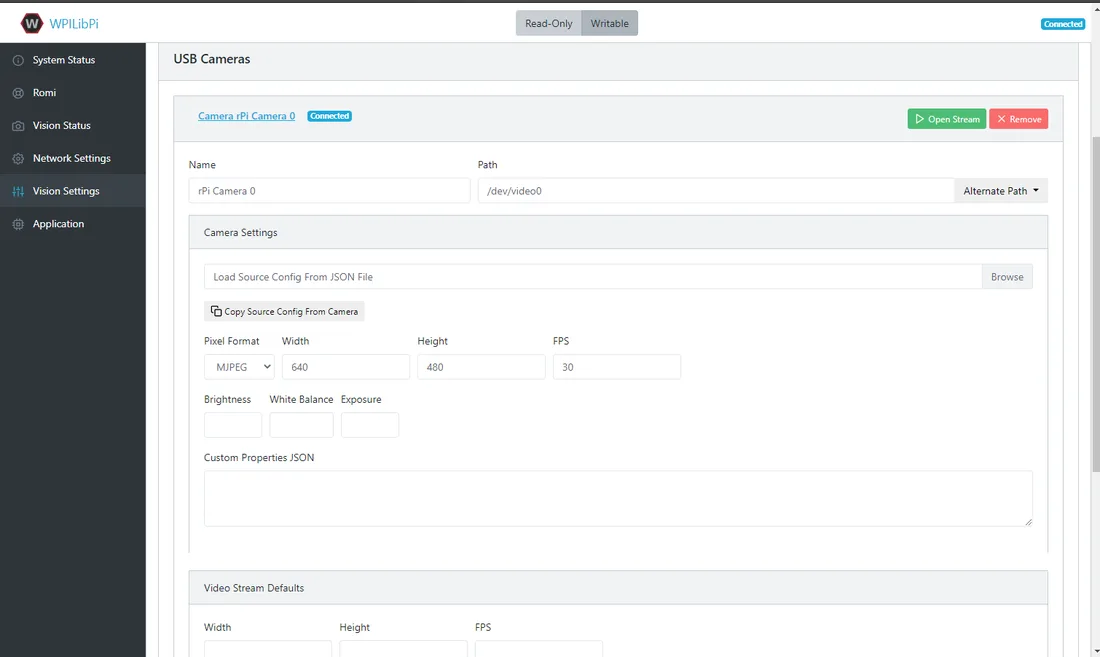 W WPILibPi
Read-Only Writable
Connected
System Status
Romi
Vision Status
Network Settings
Vision Settings
Application
USB Cameras
Camera rPi Camera 0 Connected
Open Stream Remove
Name Path
rPi Camera 0 /dev/video0 Alternate Path
Camera Settings
Load Source Config From JSON File Browse
Copy Source Config From Camera
Pixel Format Width Height FPS
MJPEG 640 480 30
Brightness White Balance Exposure
Custom Properties JSON
Video Stream Defaults
Width Height FPS